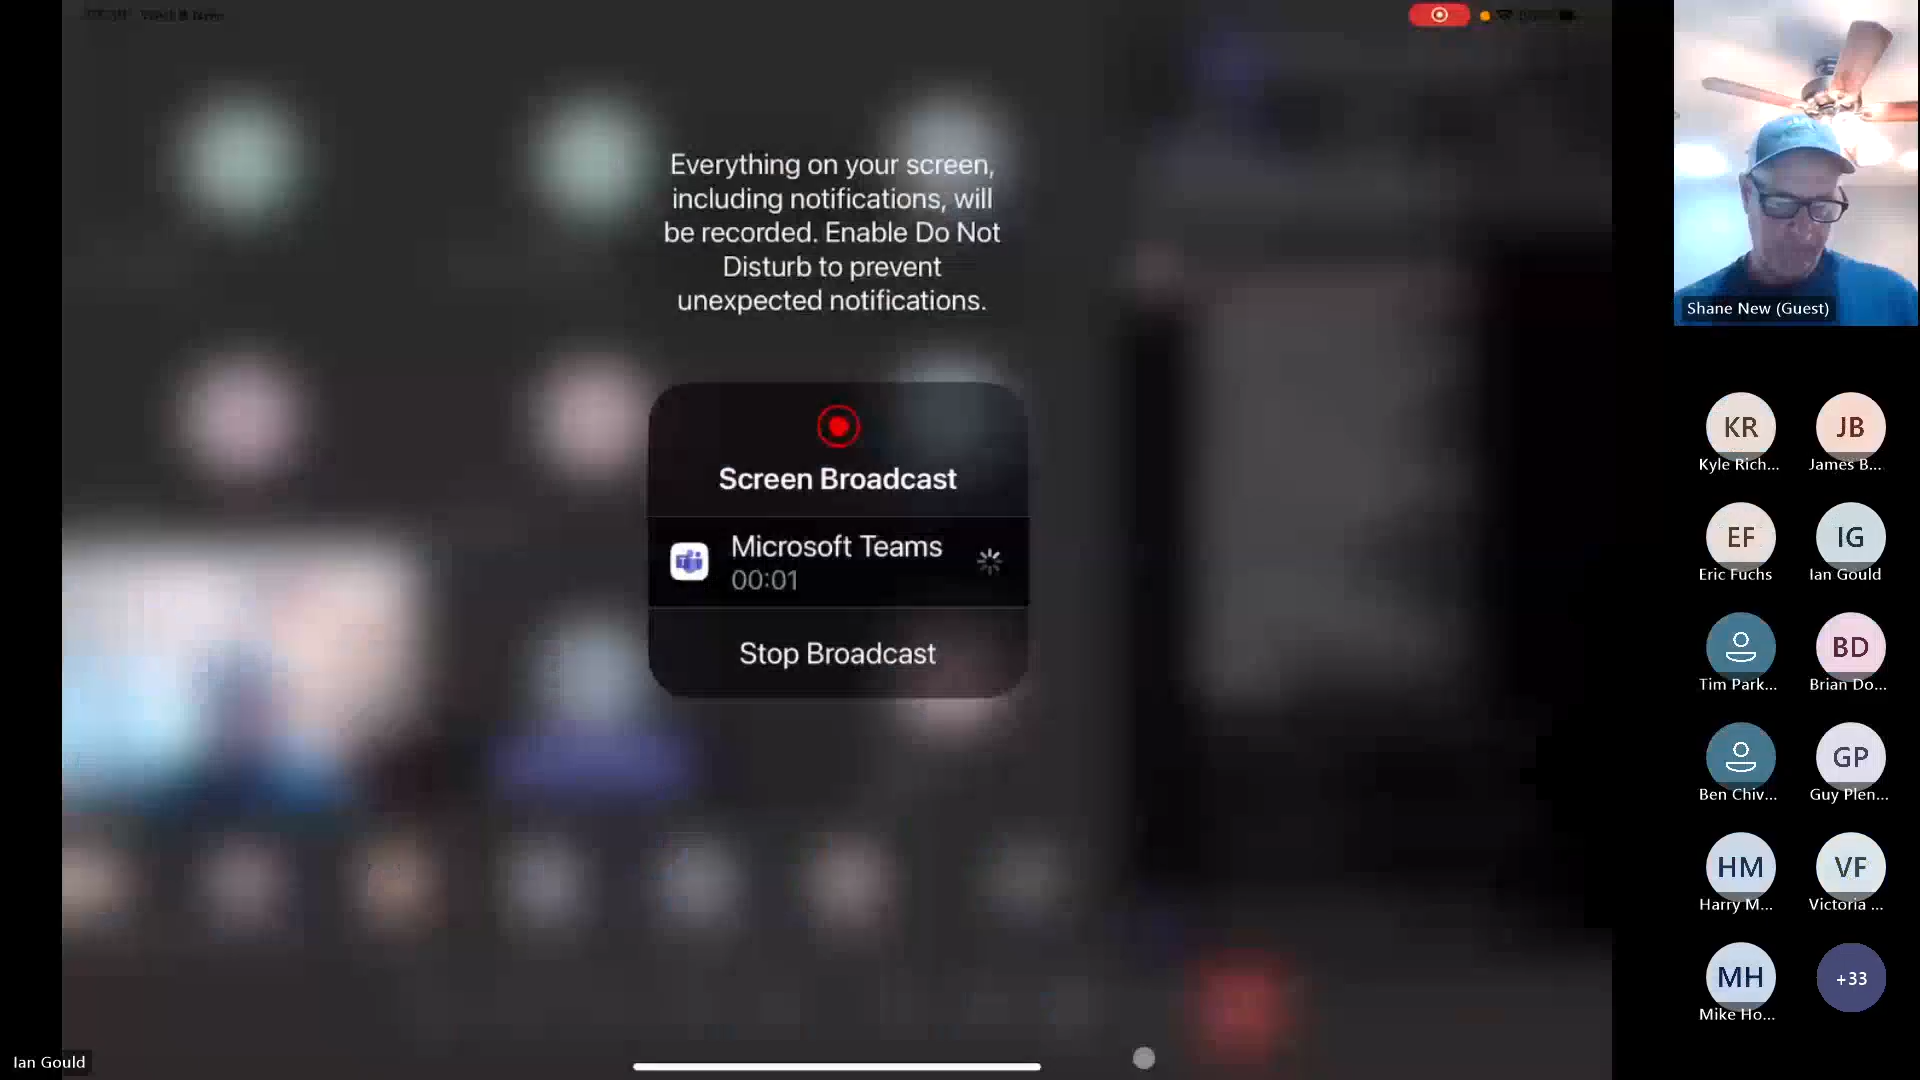 Everything on your screen,
including notifications, will
be recorded. Enable Do Not
Disturb to prevent
unexpected notifications.
Screen Broadcast
Microsoft Teams
00:01
Stop Broadcast
Shane New (Guest)
KR
JB
Kyle Rich...
James B...
EF
IG
Eric Fuchs
Ian Gould
BD
Tim Park...
Brian Do...
GP
Ben Chiv...
Guy Plen...
HM
VF
Harry M...
Victoria ...
MH
+33
Mike Ho...
Ian Gould